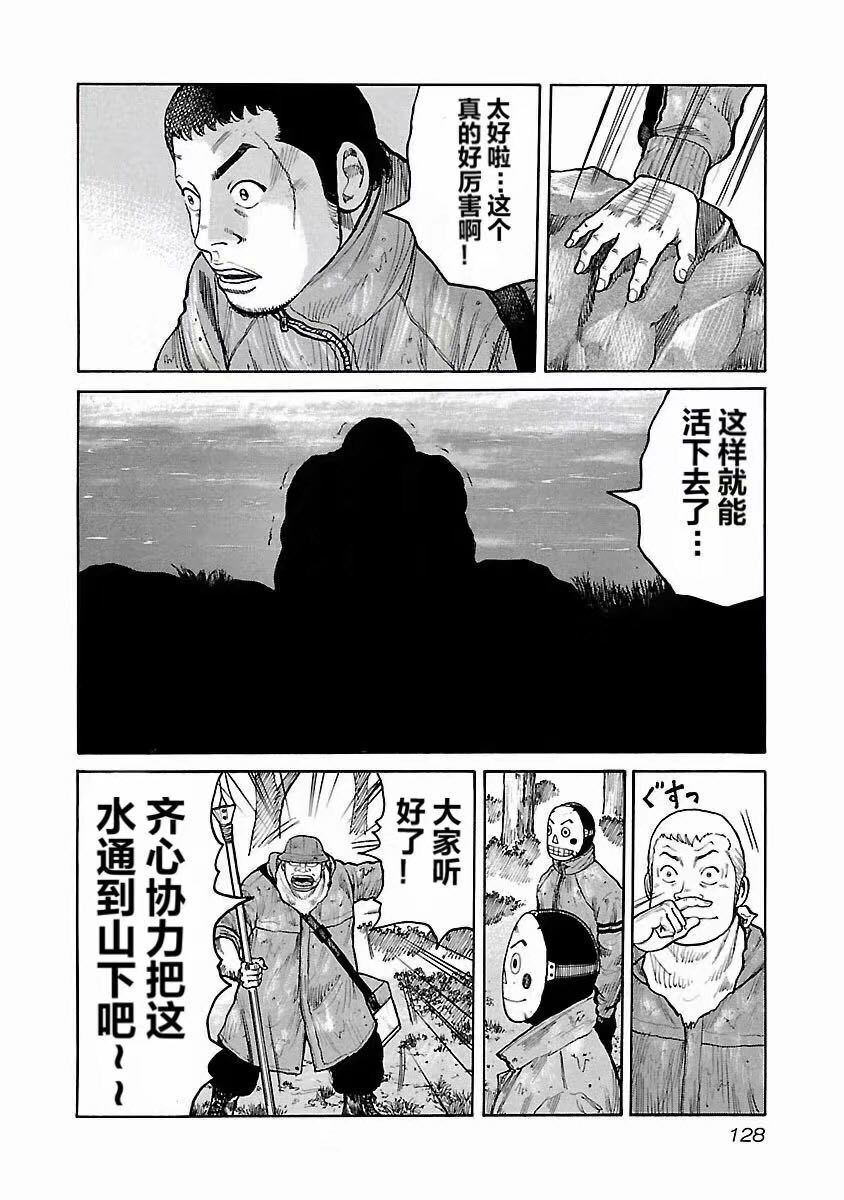 太好啦…这个
真的好厉害啊！
这样就能
活下去了…
ぐすっ
大家听
好了！
齐心协力把这
水通到山下吧～～
128